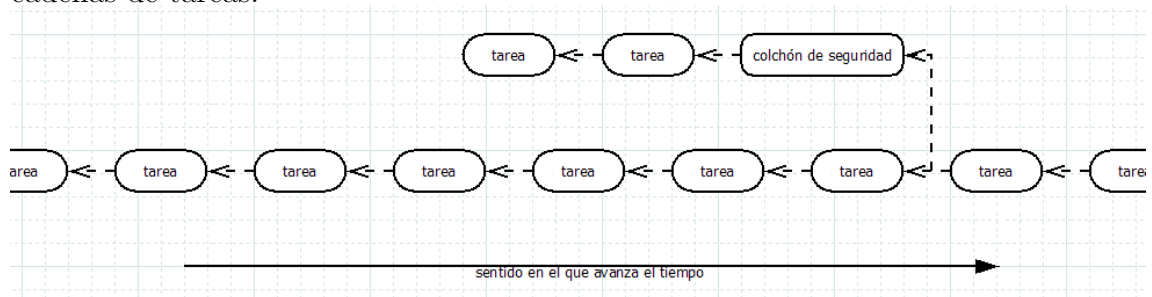 cadenas de tareas.
tarea tarea colchón de seguridad
area tarea tarea tarea tarea tarea tarea tarea tarea
sentido en el que avanza el tiempo